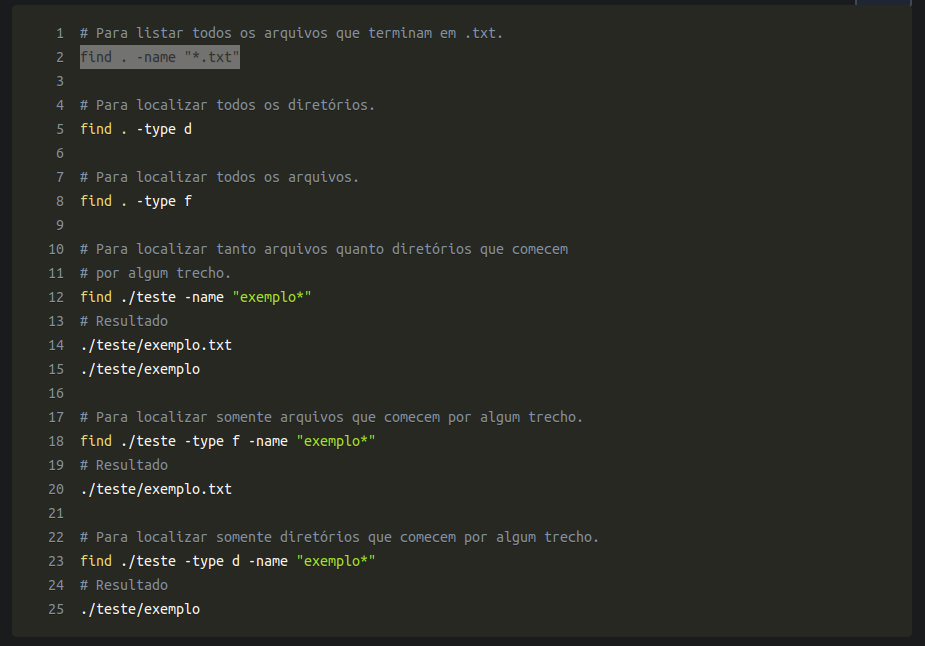 1 # Para listar todos os arquivos que terminam em .txt.
2 find . -name "*.txt"
3
4 # Para localizar todos os diretórios.
5 find . -type d
6
7 # Para localizar todos os arquivos.
8 find . -type f
9
10 # Para localizar tanto arquivos quanto diretórios que comecem
11 # por algum trecho.
12 find ./teste -name "exemplo*"
13 # Resultado
14 ./teste/exemplo.txt
15 ./teste/exemplo
16
17 # Para localizar somente arquivos que comecem por algum trecho.
18 find ./teste -type f -name "exemplo*"
19 # Resultado
20 ./teste/exemplo.txt
21
22 # Para localizar somente diretórios que comecem por algum trecho.
23 find ./teste -type d -name "exemplo*"
24 # Resultado
25 ./teste/exemplo